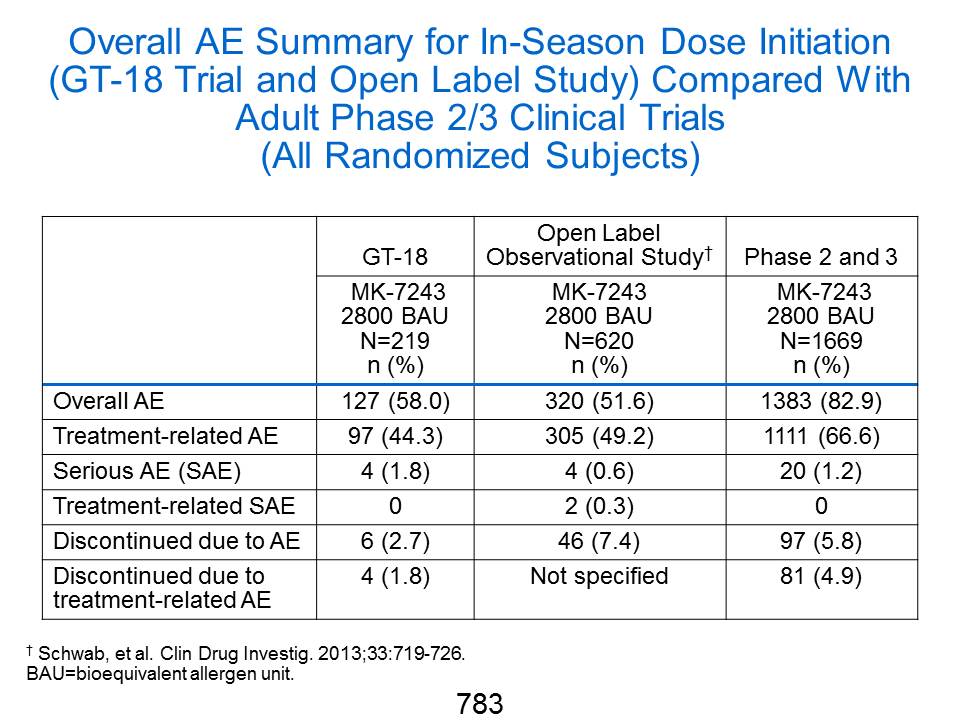 Overall AE Summary for In-Season Dose Initiation
(GT-18 Trial and Open Label Study) Compared With
Adult Phase 2/3 Clinical Trials
(All Randomized Subjects)
GT-18
Open Label
Observational Study†
Phase 2 and 3
MK-7243
2800 BAU
N=219
n (%)
MK-7243
2800 BAU
N=620
n (%)
MK-7243
2800 BAU
N=1669
n (%)
Overall AE 127 (58.0) 320 (51.6) 1383 (82.9)
Treatment-related AE 97 (44.3) 305 (49.2) 1111 (66.6)
Serious AE (SAE) 4 (1.8) 4 (0.6) 20 (1.2)
Treatment-related SAE 0 2 (0.3) 0
Discontinued due to AE 6 (2.7) 46 (7.4) 97 (5.8)
Discontinued due to 4 (1.8) Not specified 81 (4.9)
treatment-related AE
† Schwab, et al. Clin Drug Investig. 2013;33:719-726.
BAU=bioequivalent allergen unit.
783